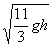 √(11/3 gh)